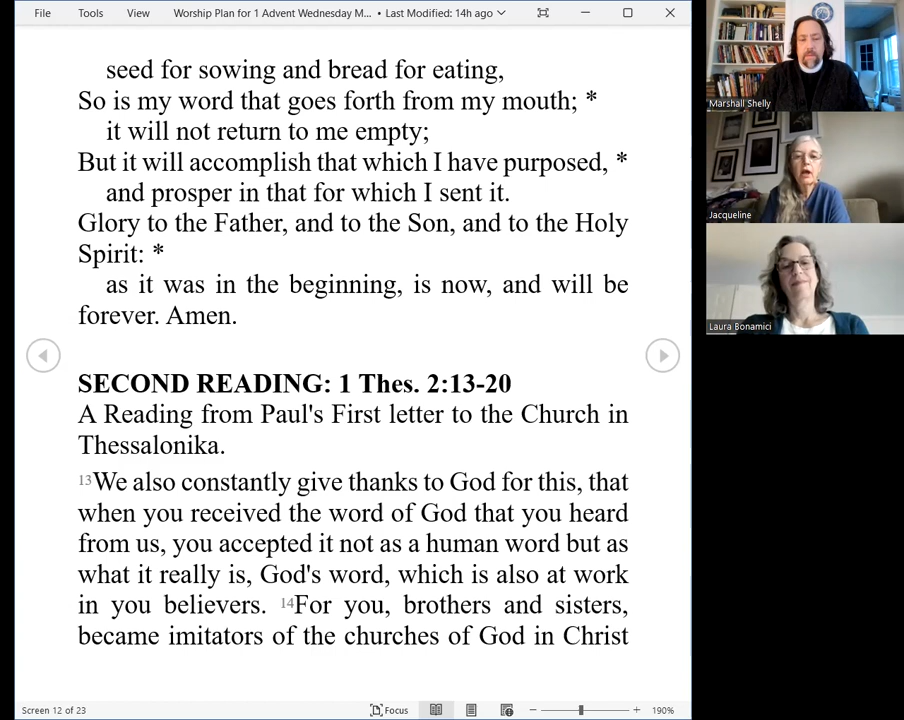 File Tools View Worship Plan for 1 Advent Wednesday M... • Last Modified: 14h ago
seed for sowing and bread for eating,
So is my word that goes forth from my mouth; *
it will not return to me empty;
But it will accomplish that which I have purposed, *
and prosper in that for which I sent it.
Glory to the Father, and to the Son, and to the Holy
Spirit: *
as it was in the beginning, is now, and will be
forever. Amen.
SECOND READING: 1 Thes. 2:13-20
A Reading from Paul's First letter to the Church in
Thessalonika.
13We also constantly give thanks to God for this, that
when you received the word of God that you heard
from us, you accepted it not as a human word but as
what it really is, God's word, which is also at work
in you believers. 14For you, brothers and sisters,
became imitators of the churches of God in Christ
Screen 12 of 23 Focus 190%
Marshall Shelly
Jacqueline
Laura Bonamici